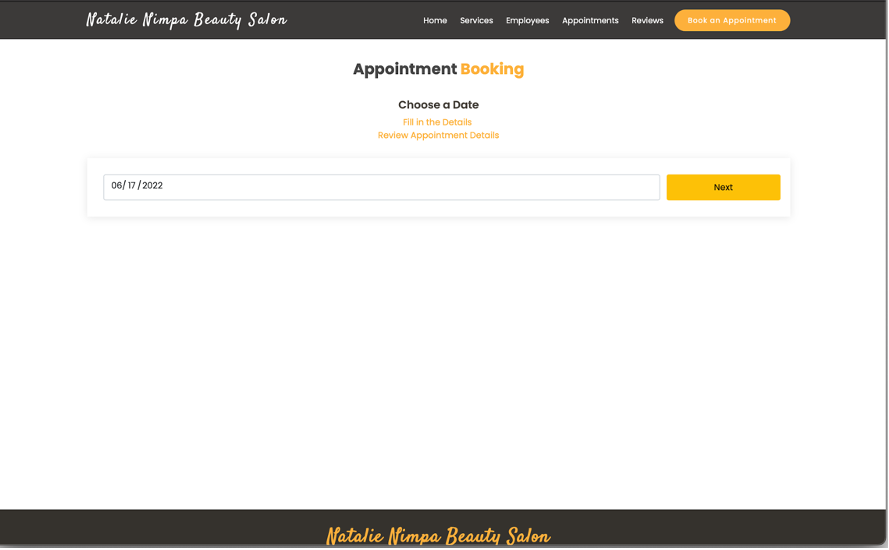 Natalie Nimpa Beauty Salon Home Services Employees Appointments Reviews Book an Appointment
Appointment Booking
Choose a Date
Fill in the Details
Review Appointment Details
06/ 17 / 2022 Next
Natalie Nimpa Beauty Salon